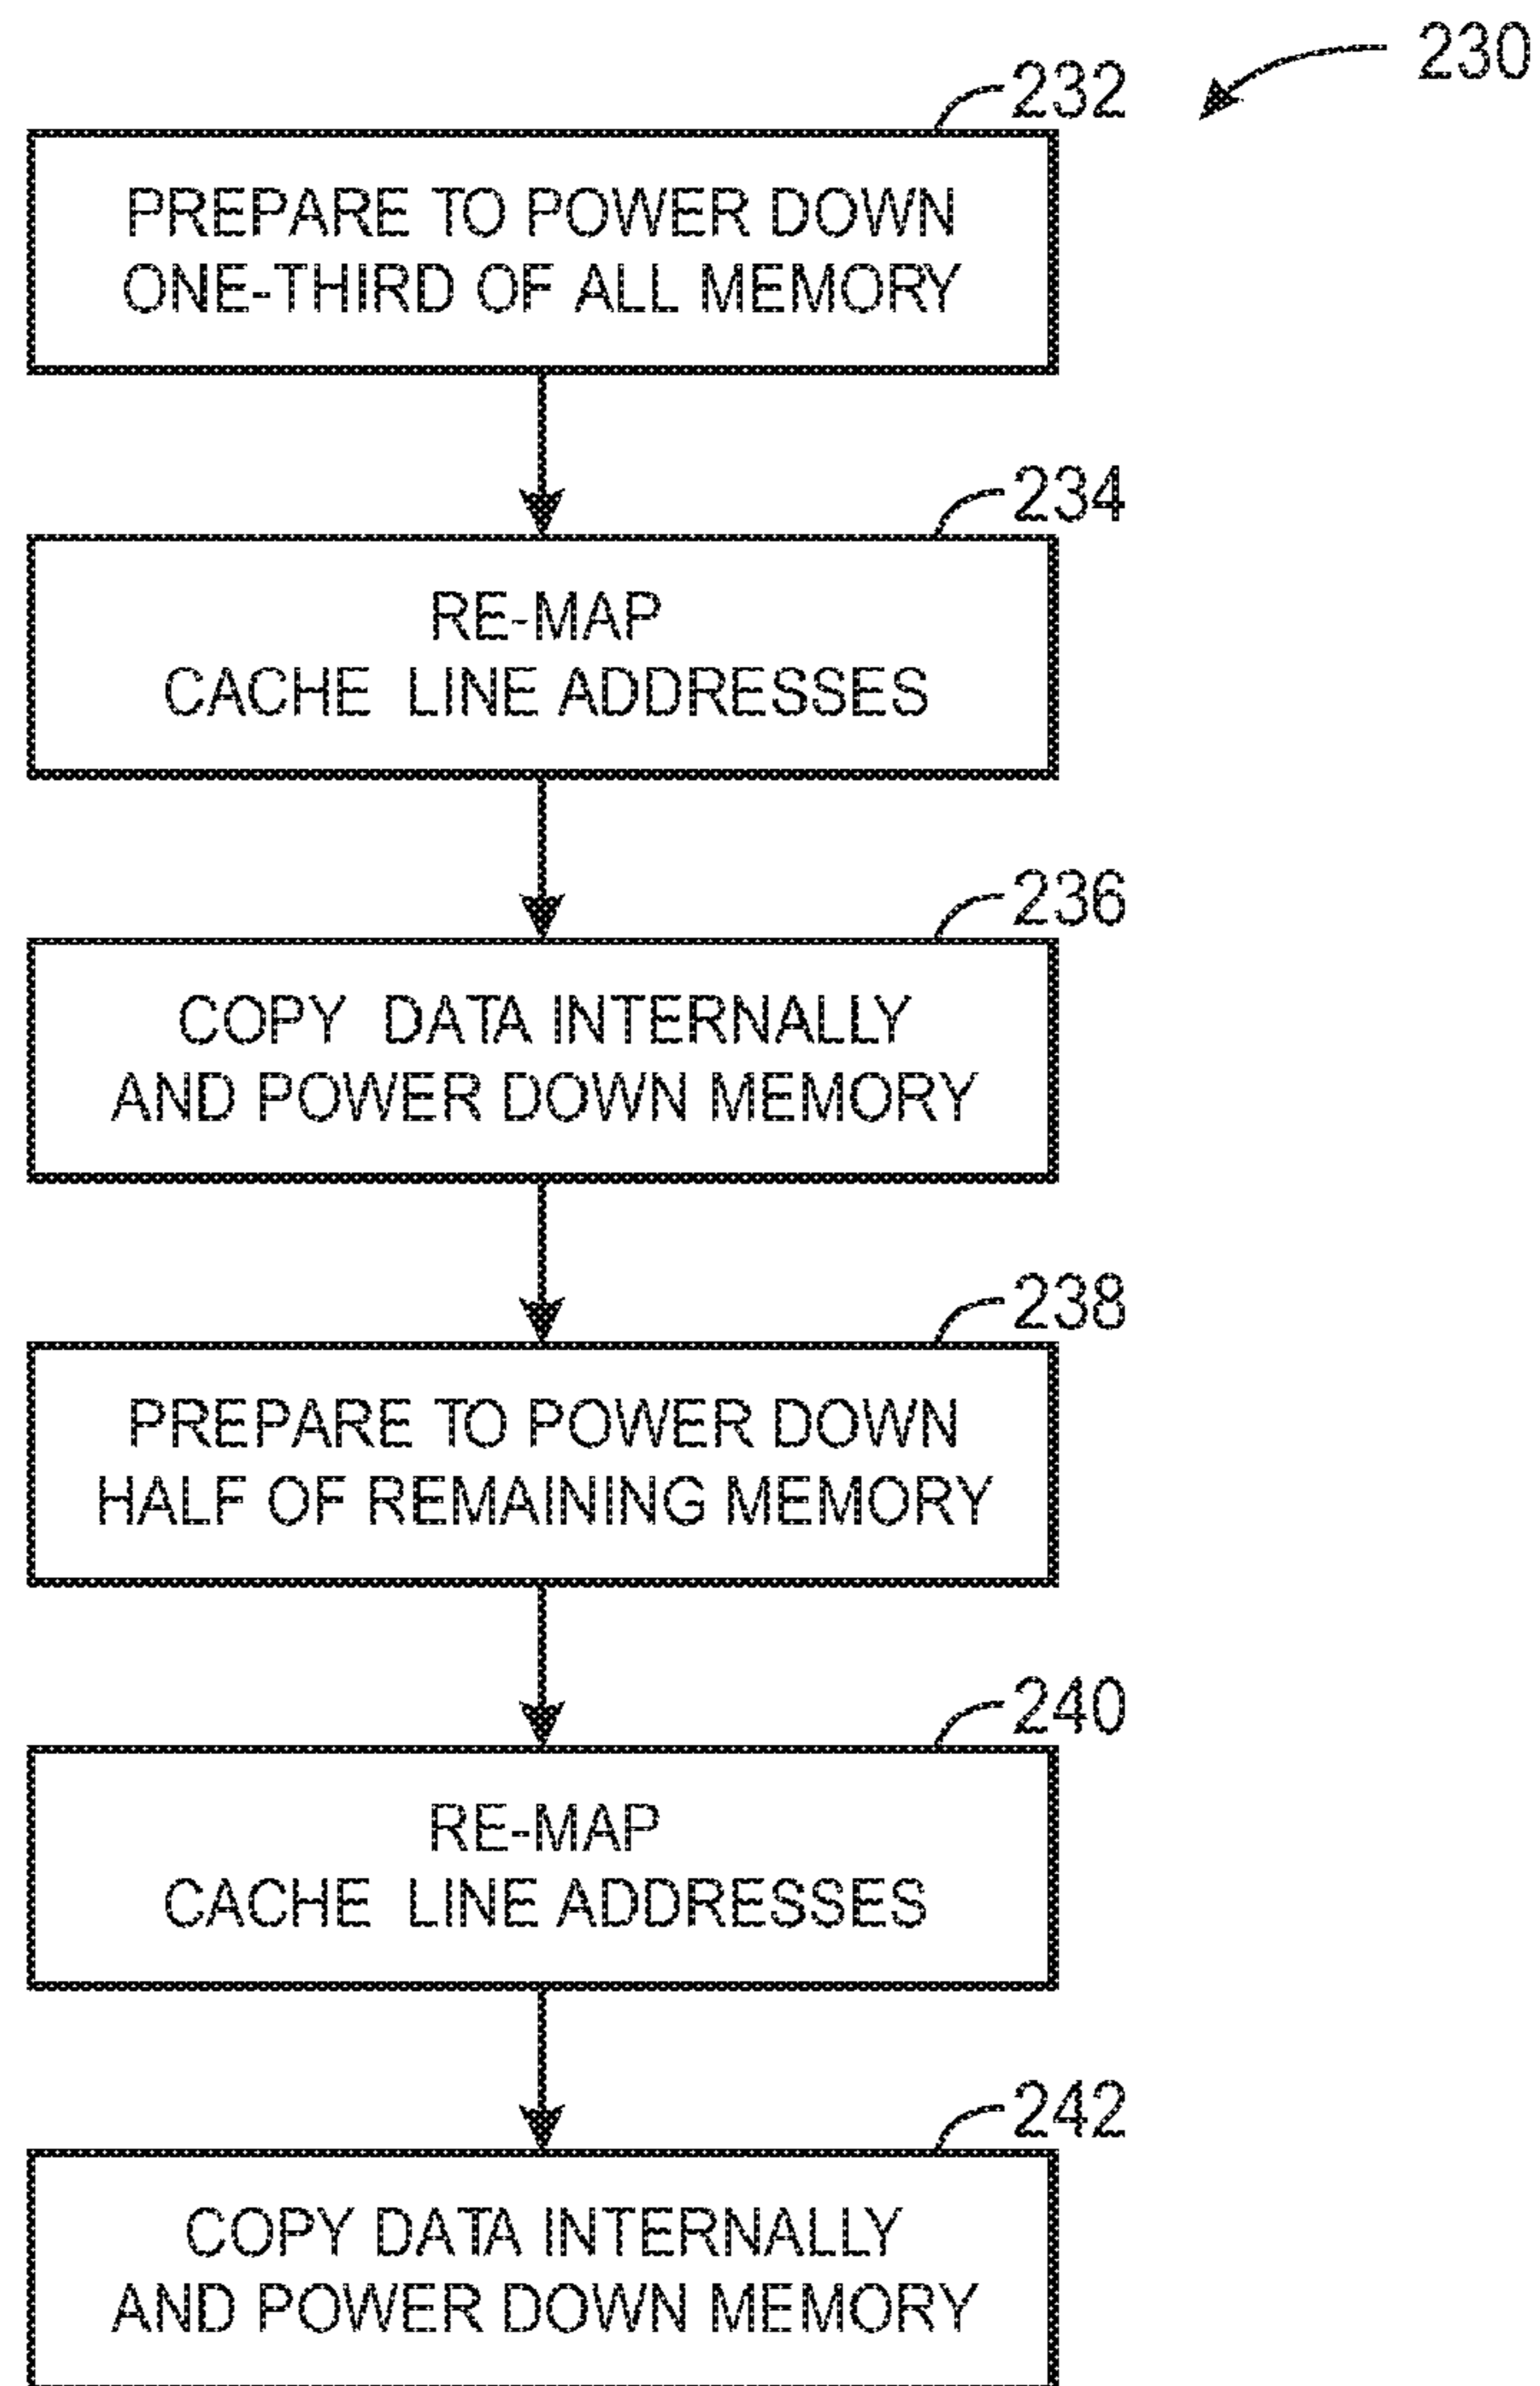 230
232
PREPARE TO POWER DOWN
ONE-THIRD OF ALL MEMORY
234
RE-MAP
CACHE LINE ADDRESSES
236
COPY DATA INTERNALLY
AND POWER DOWN MEMORY
238
PREPARE TO POWER DOWN
HALF OF REMAINING MEMORY
240
RE-MAP
CACHE LINE ADDRESSES
242
COPY DATA INTERNALLY
AND POWER DOWN MEMORY